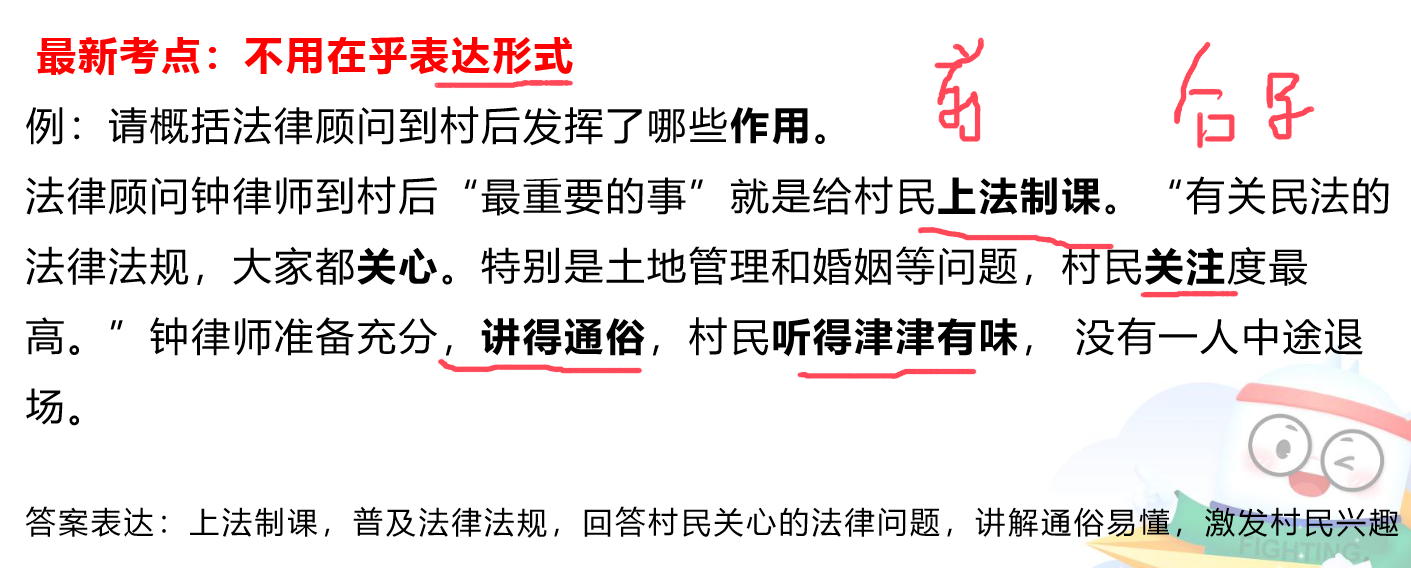 最新考点：不用在乎表达形式
前 后 子
例：请概括法律顾问到村后发挥了哪些作用。
法律顾问钟律师到村后“最重要的事”就是给村民上法制课。“有关民法的
法律法规，大家都关心。特别是土地管理和婚姻等问题，村民关注度最
高。”钟律师准备充分，讲得通俗，村民听得津津有味， 没有一人中途退
场。
答案表达：上法制课，普及法律法规，回答村民关心的法律问题，讲解通俗易懂，激发村民兴趣
FIGHTING.